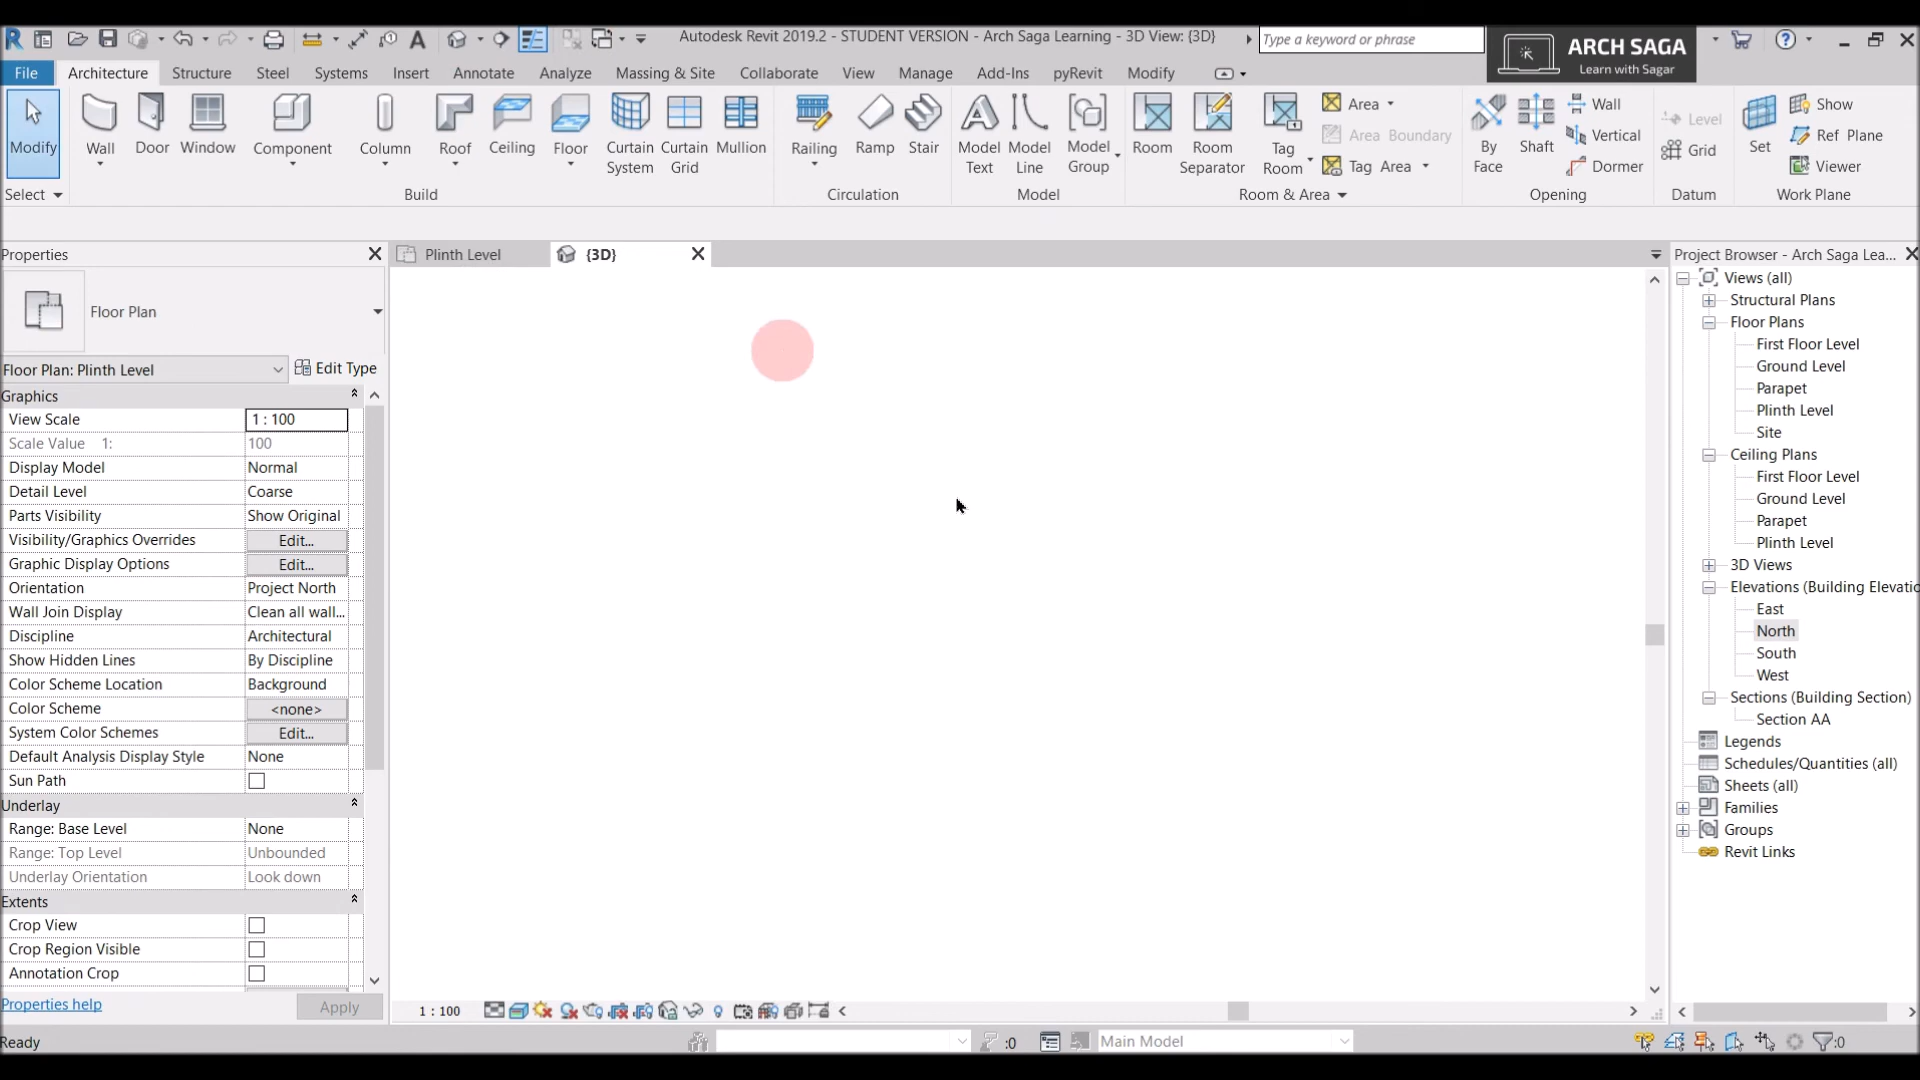 Autodesk Revit 2019.2 - STUDENT VERSION - Arch Saga Learning - 3D View: {3D}
Type a keyword or phrase
ARCH SAGA
Learn with Sagar
File Architecture Structure Steel Systems Insert Annotate Analyze Massing & Site Collaborate View Manage Add-Ins pyRevit Modify
Modify
Wall
Door
Window
Component
Column
Roof
Ceiling
Floor
Curtain System
Curtain Grid
Mullion
Railing
Ramp
Stair
Model Text
Model Line
Model Group
Room
Room Separator
Tag Room
Area
Area Boundary
Tag Area
By Face
Shaft
Wall
Vertical
Dormer
Level
Grid
Set
Show
Ref Plane
Viewer
Select
Build
Circulation
Model
Room & Area
Opening
Datum
Work Plane
Properties
Floor Plan
Floor Plan: Plinth Level
Edit Type
Graphics
View Scale 1 : 100
Scale Value 1: 100
Display Model Normal
Detail Level Coarse
Parts Visibility Show Original
Visibility/Graphics Overrides Edit...
Graphic Display Options Edit...
Orientation Project North
Wall Join Display Clean all wall...
Discipline Architectural
Show Hidden Lines By Discipline
Color Scheme Location Background
Color Scheme <none>
System Color Schemes Edit...
Default Analysis Display Style None
Sun Path
Underlay
Range: Base Level None
Range: Top Level Unbounded
Underlay Orientation Look down
Extents
Crop View
Crop Region Visible
Annotation Crop
Properties help
Apply
Plinth Level
{3D}
Project Browser - Arch Saga Lea...
Views (all)
Structural Plans
Floor Plans
First Floor Level
Ground Level
Parapet
Plinth Level
Site
Ceiling Plans
First Floor Level
Ground Level
Parapet
Plinth Level
3D Views
Elevations (Building Elevatio
East
North
South
West
Sections (Building Section)
Section AA
Legends
Schedules/Quantities (all)
Sheets (all)
Families
Groups
Revit Links
1 : 100
Ready
:0
Main Model
:0